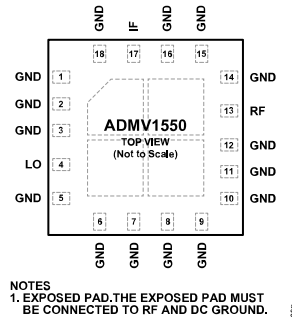 GND
IF
GND
GND
18
17
16
15
GND 1
GND 2
GND 3
LO 4
GND 5
14 GND
13 RF
12 GND
11 GND
10 GND
ADMV1550
TOP VIEW
(Not to Scale)
6
7
8
9
GND
GND
GND
GND
NOTES
1. EXPOSED PAD.THE EXPOSED PAD MUST
BE CONNECTED TO RF AND DC GROUND.